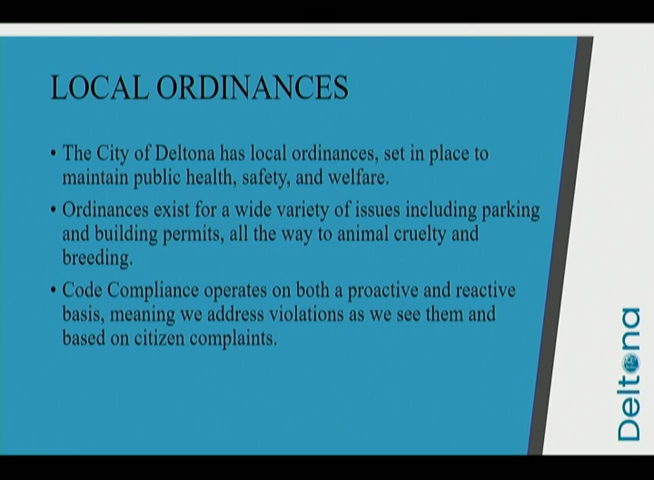 LOCAL ORDINANCES
• The City of Deltona has local ordinances, set in place to
maintain public health, safety, and welfare.
• Ordinances exist for a wide variety of issues including parking
and building permits, all the way to animal cruelty and
breeding.
• Code Compliance operates on both a proactive and reactive
basis, meaning we address violations as we see them and
based on citizen complaints.
Deltona